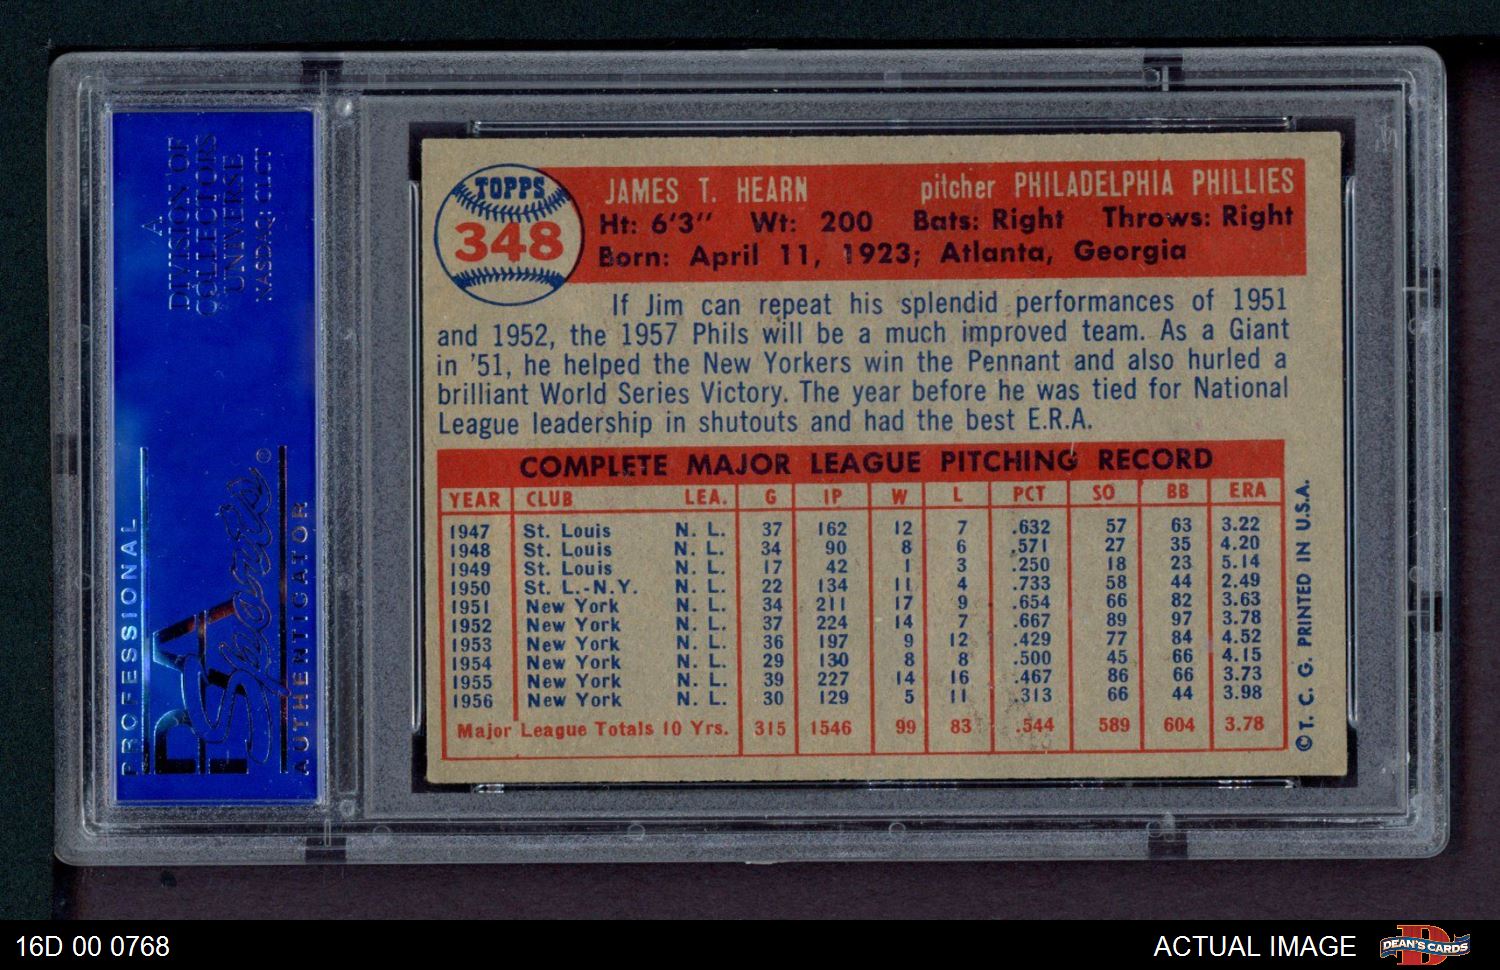 A
DIVISION OF
COLLECTORS
UNIVERSE
NASDAQ: CLCT
PROFESSIONAL
PSA
Sports
AUTHENTICATOR
TOPPS
348
JAMES T. HEARN pitcher PHILADELPHIA PHILLIES
Ht: 6'3" Wt: 200 Bats: Right Throws: Right
Born: April 11, 1923; Atlanta, Georgia
If Jim can repeat his splendid performances of 1951
and 1952, the 1957 Phils will be a much improved team. As a Giant
in '51, he helped the New Yorkers win the Pennant and also hurled a
brilliant World Series Victory. The year before he was tied for National
League leadership in shutouts and had the best E.R.A.
COMPLETE MAJOR LEAGUE PITCHING RECORD
YEAR CLUB LEA. G IP W L PCT SO BB ERA
1947 St. Louis N. L. 37 162 12 7 .632 57 63 3.22
1948 St. Louis N. L. 34 90 8 6 .571 27 35 4.20
1949 St. Louis N. L. 17 42 1 3 .250 18 23 5.14
1950 St. L.-N.Y. N. L. 22 134 11 4 .733 58 44 2.49
1951 New York N. L. 34 211 17 9 .654 66 82 3.63
1952 New York N. L. 37 224 14 7 .667 89 97 3.78
1953 New York N. L. 36 197 9 12 .429 77 84 4.52
1954 New York N. L. 29 130 8 8 .500 45 66 4.15
1955 New York N. L. 39 227 14 16 .467 86 66 3.73
1956 New York N. L. 30 129 5 11 .313 66 44 3.98
Major League Totals 10 Yrs. 315 1546 99 83 .544 589 604 3.78
©T. C. G. PRINTED IN U.S.A.
16D 00 0768
ACTUAL IMAGE
D
DEAN'S CARDS